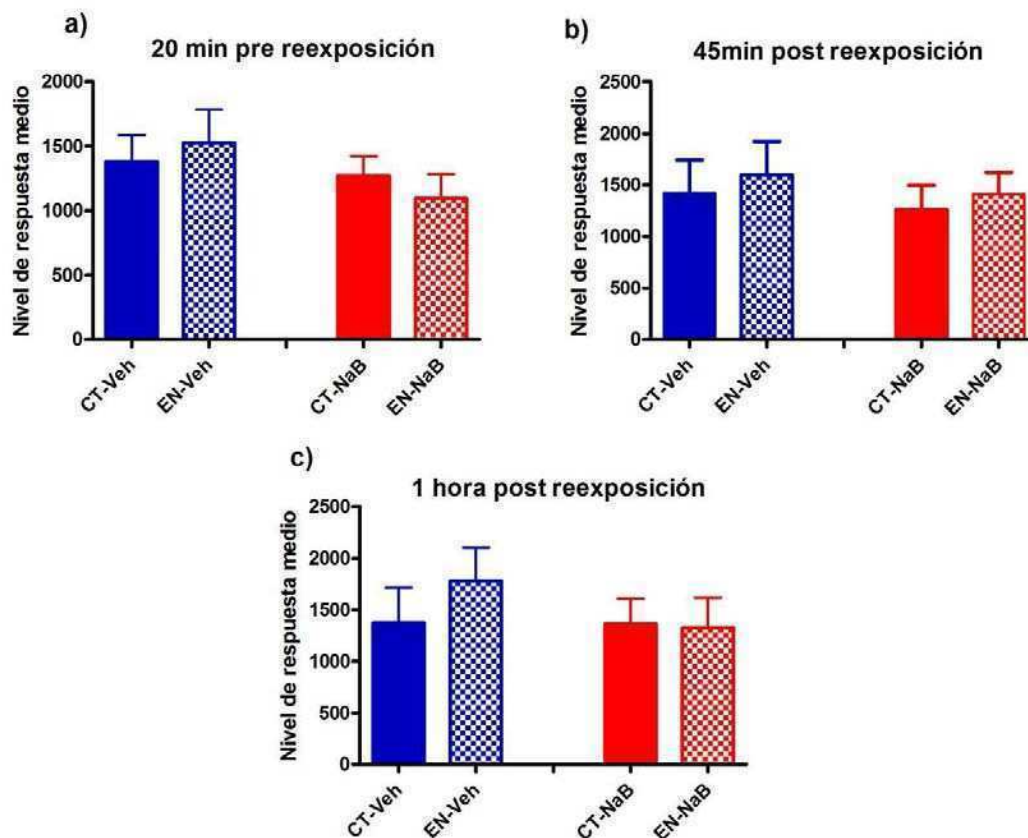 a)
20 min pre reexposición
Nivel de respuesta medio
2000
1500
1000
500
0
CT-Veh
EN-Veh
CT-NaB
EN-NaB
b)
45min post reexposición
Nivel de respuesta medio
2500
2000
1500
1000
500
0
CT-Veh
EN-Veh
CT-NaB
EN-NaB
c)
1 hora post reexposición
Nivel de respuesta medio
2500
2000
1500
1000
500
0
CT-Veh
EN-Veh
CT-NaB
EN-NaB